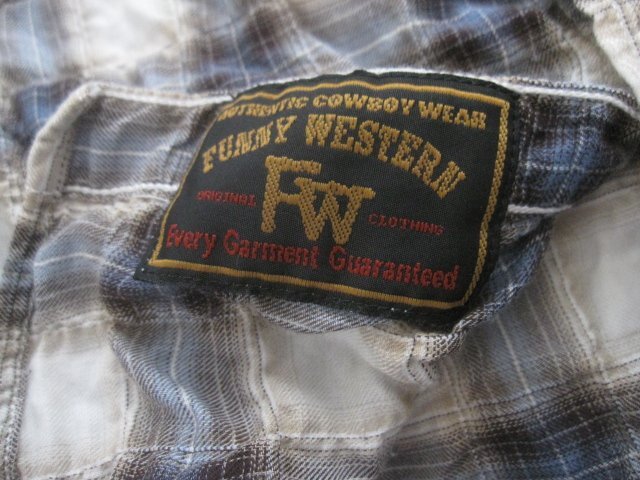 AUTHENTIC COWBOY WEAR
FUNNY WESTERN
FW
ORIGINAL CLOTHING
Every Garment Guaranteed